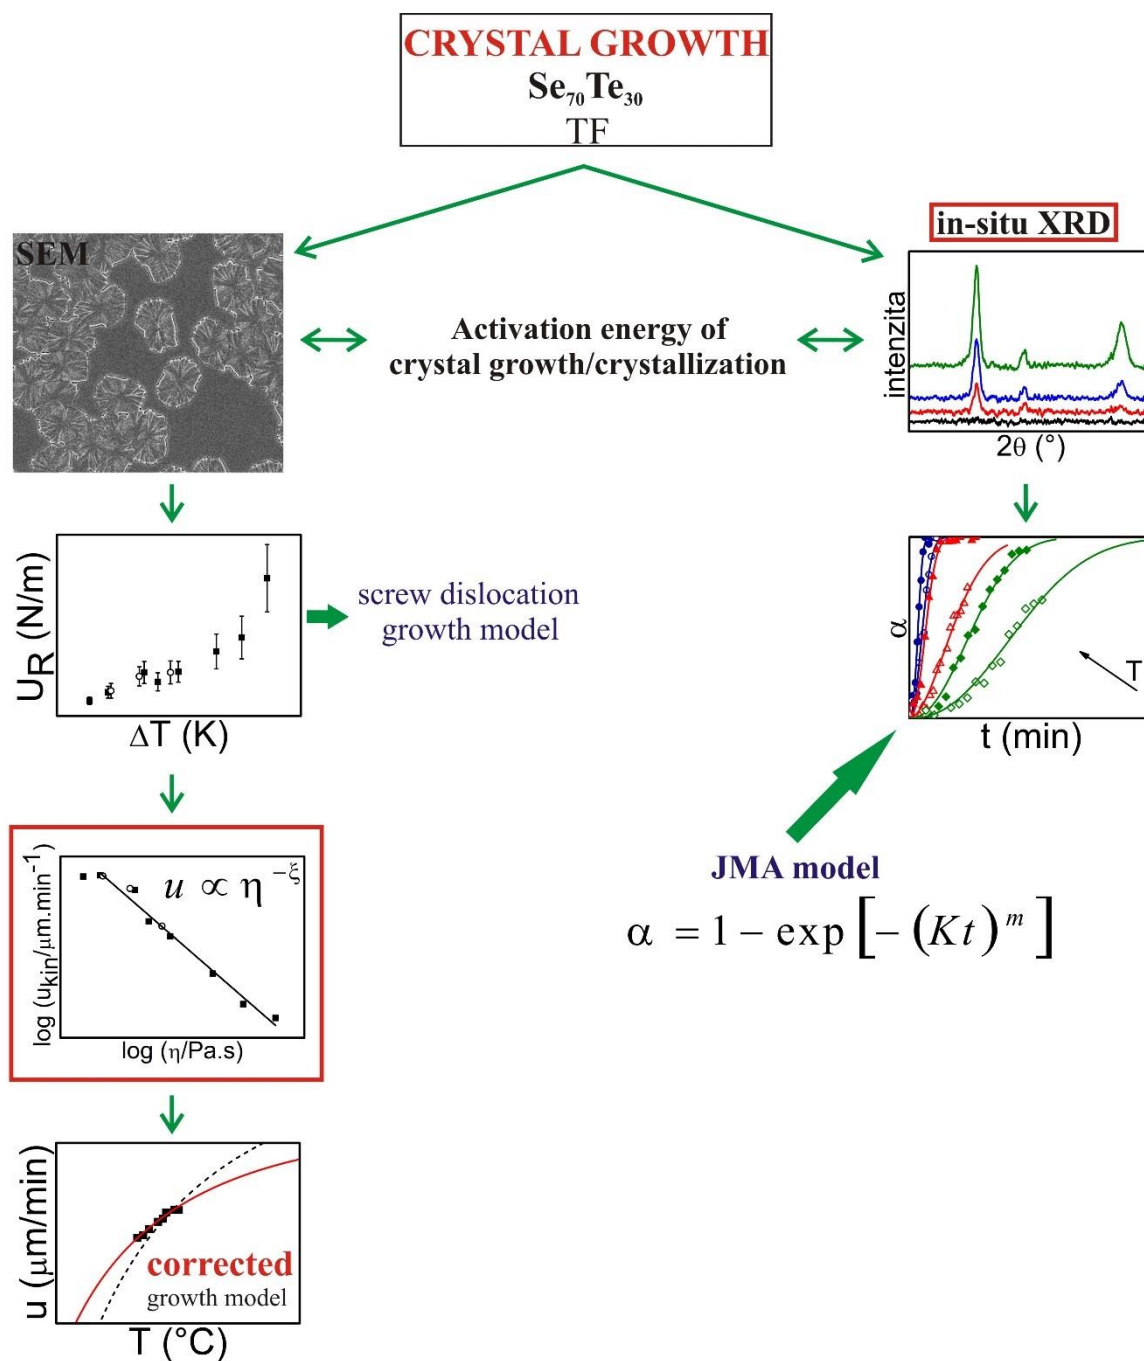 CRYSTAL GROWTH
Se₇₀Te₃₀
TF
SEM
Activation energy of
crystal growth/crystallization
in-situ XRD
intenzita
2θ (°)
U_R (N/m)
ΔT (K)
screw dislocation
growth model
α
T
t (min)
JMA model
α = 1 − exp[−(Kt)^m]
log (u_kin/μm.min⁻¹)
u ∝ η^−ξ
log (η/Pa.s)
u (μm/min)
corrected
growth model
T (°C)